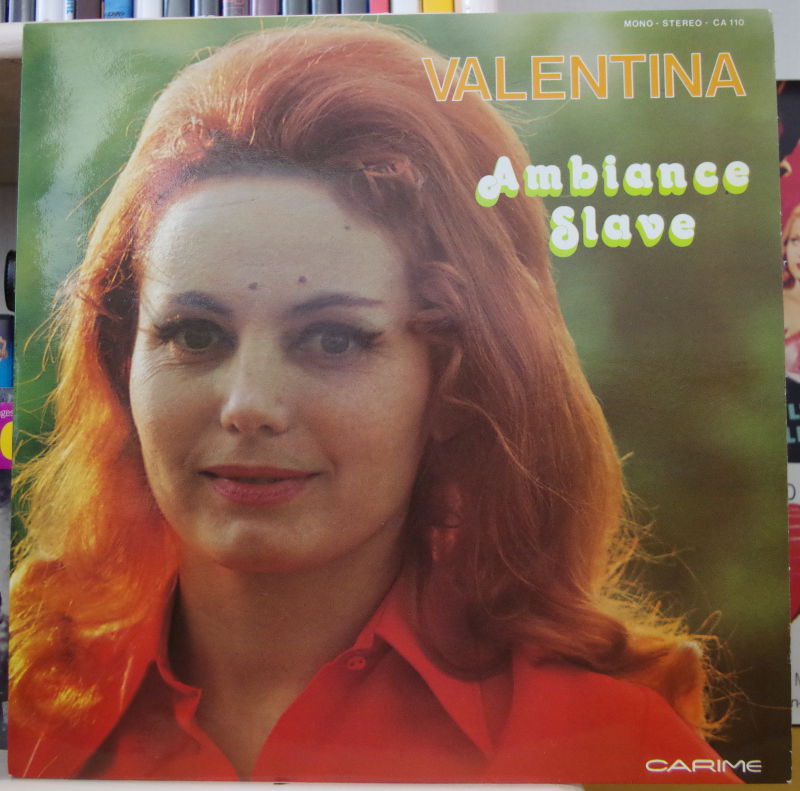 MONO - STEREO - CA 110
VALENTINA
Ambiance
Slave
CARIME